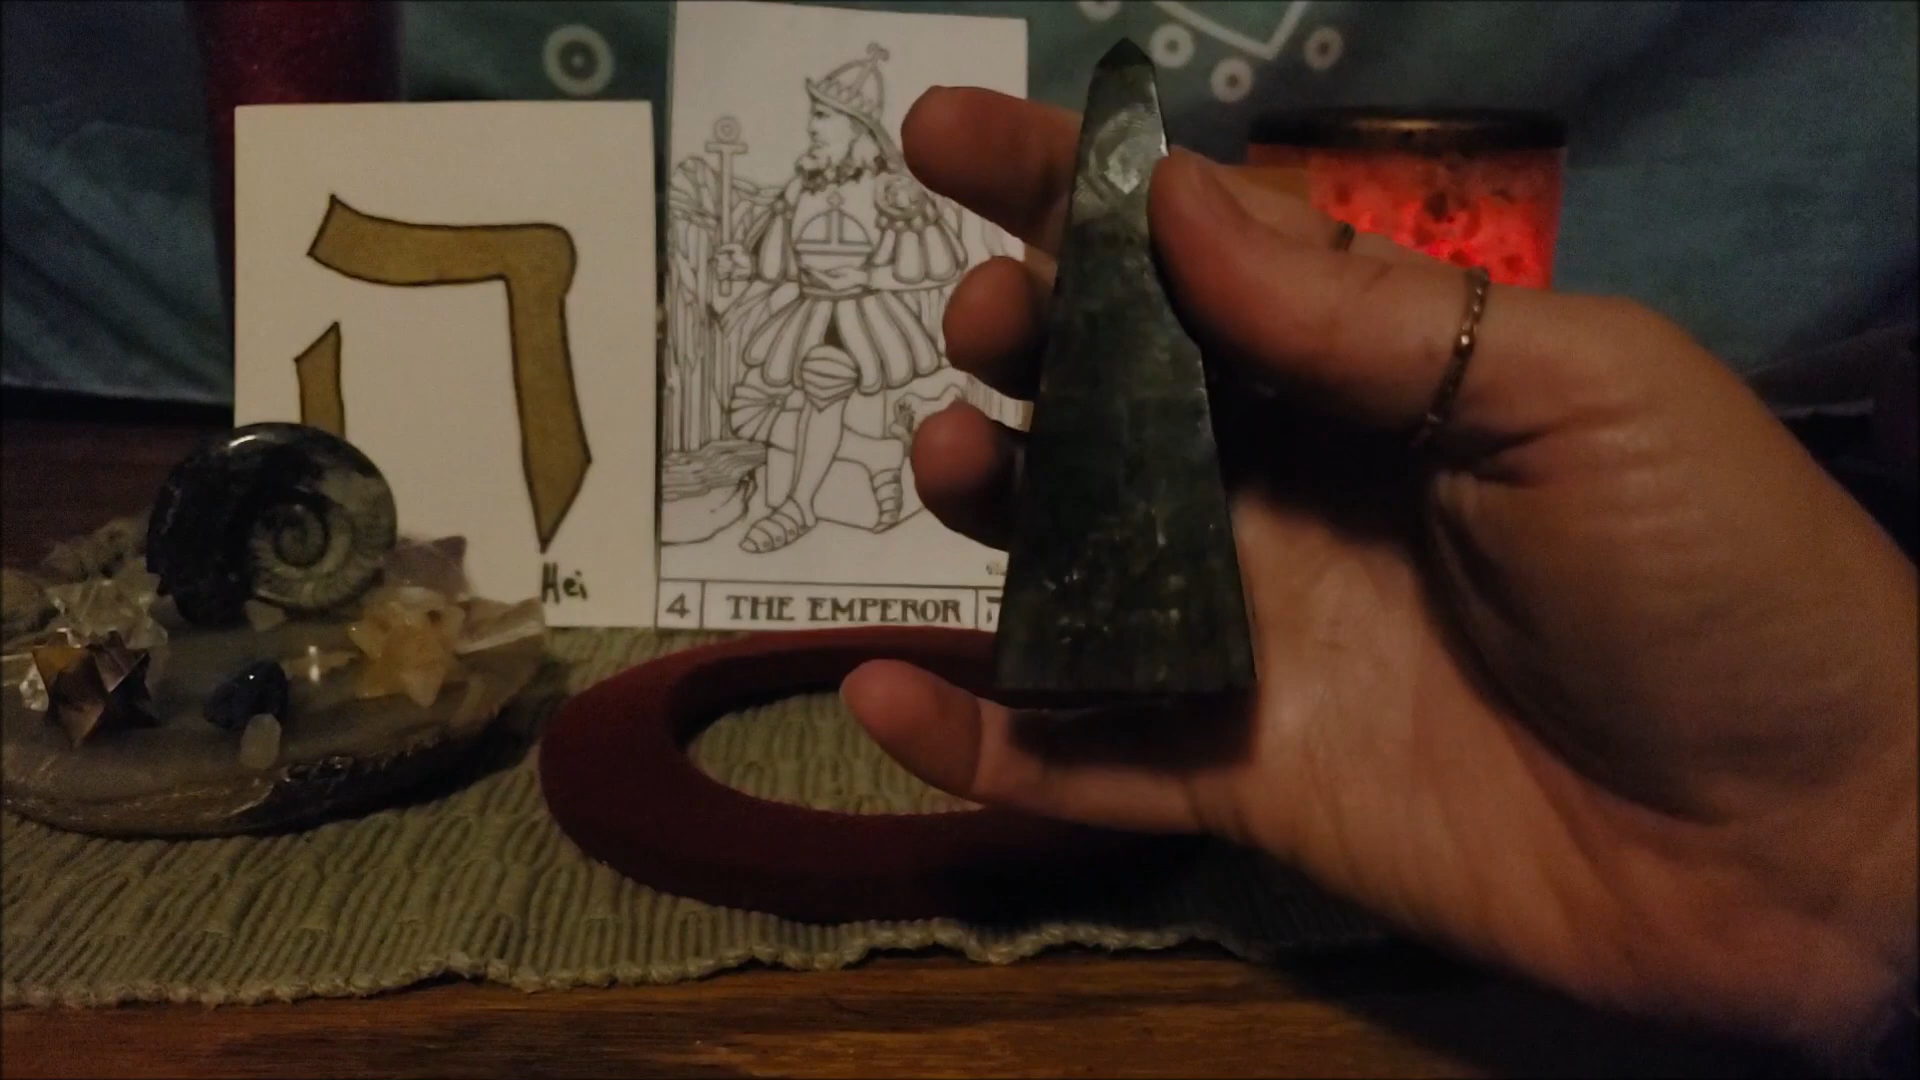 ה
Hei
4 THE EMPEROR ה